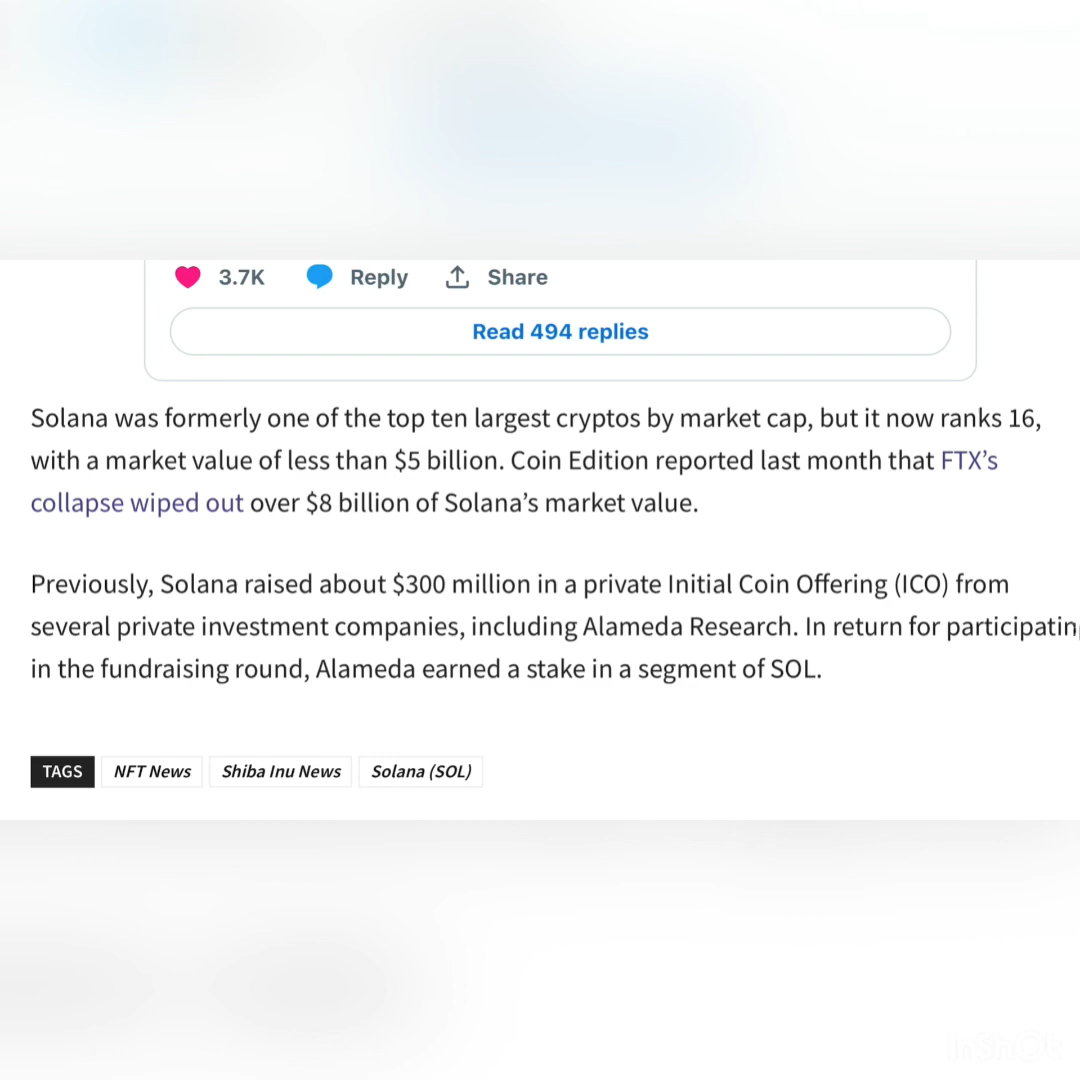 3.7K Reply Share
Read 494 replies
Solana was formerly one of the top ten largest cryptos by market cap, but it now ranks 16,
with a market value of less than $5 billion. Coin Edition reported last month that FTX’s
collapse wiped out over $8 billion of Solana’s market value.
Previously, Solana raised about $300 million in a private Initial Coin Offering (ICO) from
several private investment companies, including Alameda Research. In return for participatin
in the fundraising round, Alameda earned a stake in a segment of SOL.
TAGS NFT News Shiba Inu News Solana (SOL)